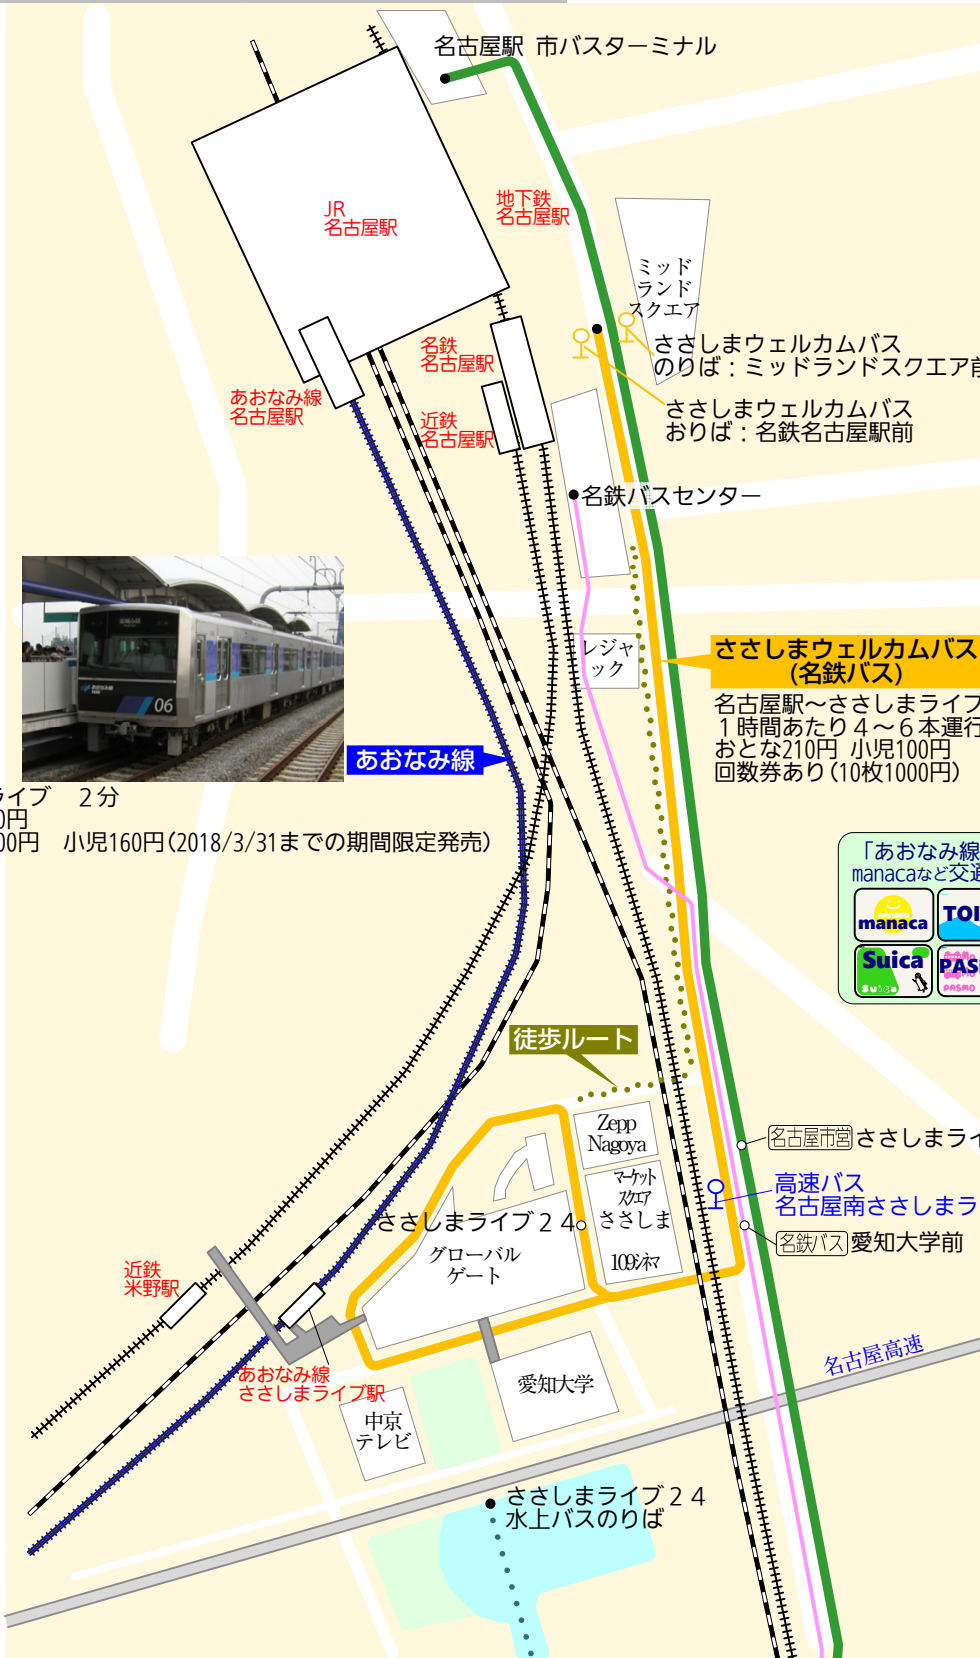 名古屋駅 市バスターミナル
JR
名古屋駅
地下鉄
名古屋駅
ミッド
ランド
スクエア
ささしまウェルカムバス
のりば：ミッドランドスクエア前
名鉄
名古屋駅
あおなみ線
名古屋駅
近鉄
名古屋駅
ささしまウェルカムバス
おりば：名鉄名古屋駅前
名鉄バスセンター
レジャ
ック
ささしまウェルカムバス
(名鉄バス)
名古屋駅～ささしまライブ
１時間あたり４～６本運行
おとな210円 小児100円
回数券あり(10枚1000円)
06
あおなみ線
ライブ　２分
0円
00円　小児160円(2018/3/31までの期間限定発売)
「あおなみ線
manacaなど交通
manaca
TOI
Suica
Suica
PAS
PASMO
徒歩ルート
Zepp
Nagoya
名古屋市営 ささしまライ
マーケット
スクエア
ささしま
高速バス
名古屋南ささしまラ
ささしまライブ２４
名鉄バス 愛知大学前
グローバル
ゲート
109シネマ
近鉄
米野駅
あおなみ線
ささしまライブ駅
名古屋高速
愛知大学
中京
テレビ
ささしまライブ２４
水上バスのりば